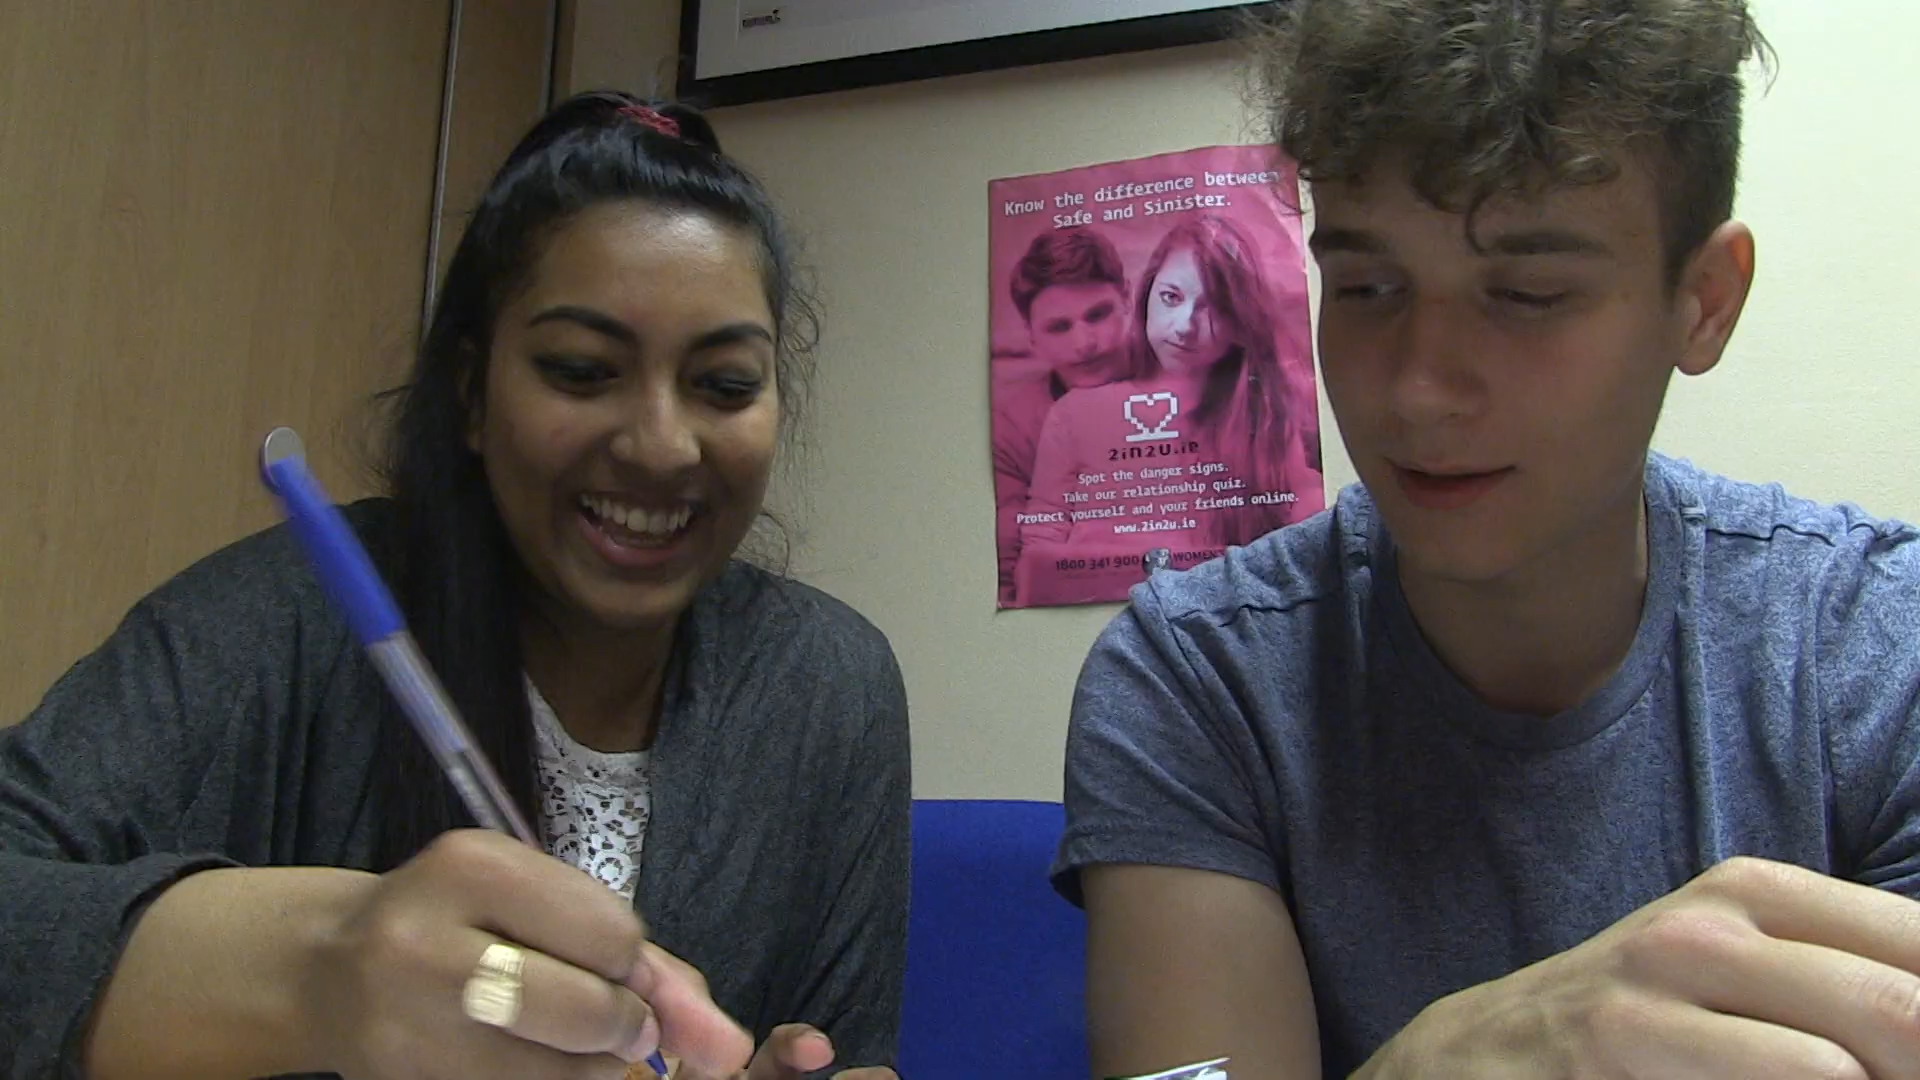 Know the difference between
Safe and Sinister.
2in2u.ie
Spot the danger signs.
Take our relationship quiz.
Protect yourself and your friends online.
www.2in2u.ie
1800 341 900